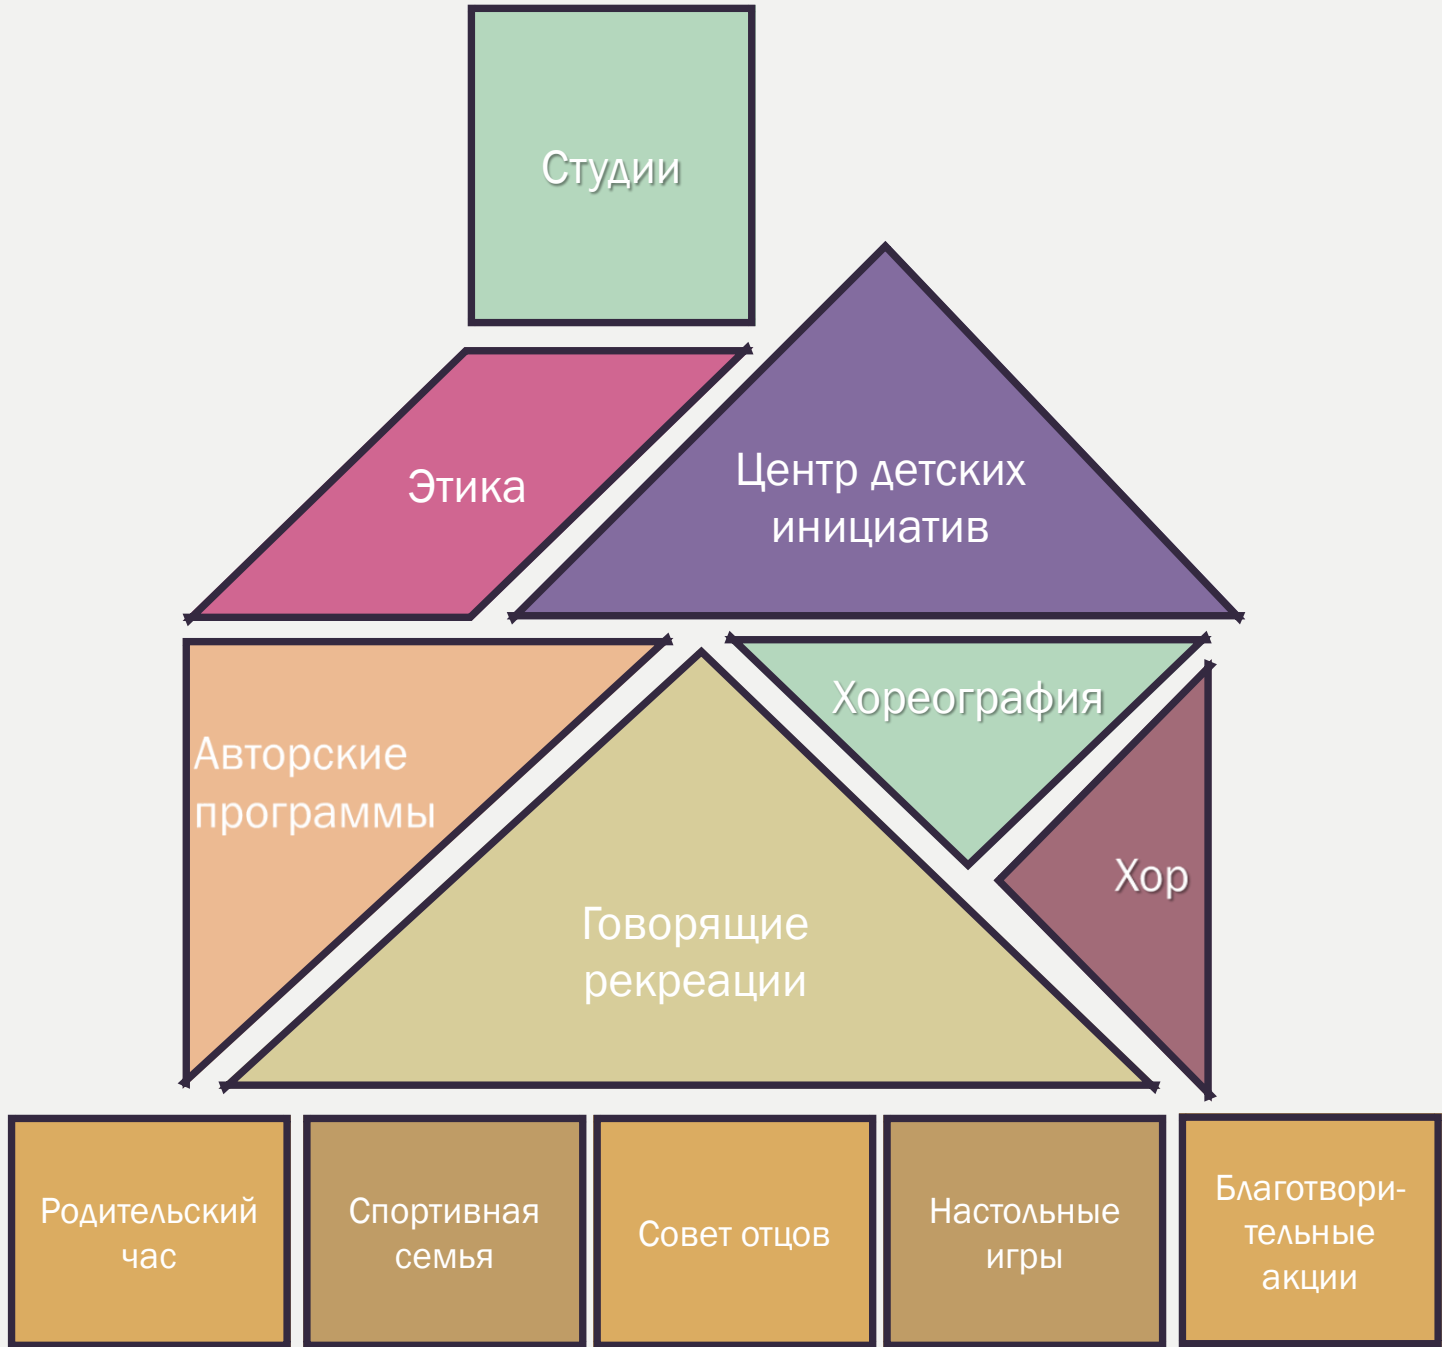 Студии
Этика
Центр детских
инициатив
Авторские
программы
Хореография
Хор
Говорящие
рекреации
Родительский
час
Спортивная
семья
Совет отцов
Настольные
игры
Благотвори-
тельные
акции